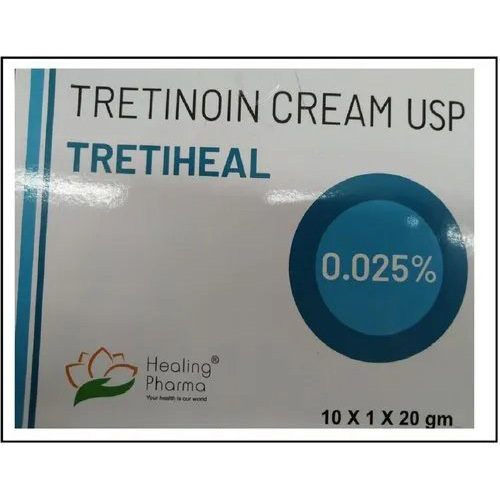 TRETINOIN CREAM USP
TRETIHEAL
0.025%
Healing®
Pharma
Your health is our world
10 X 1 X 20 gm